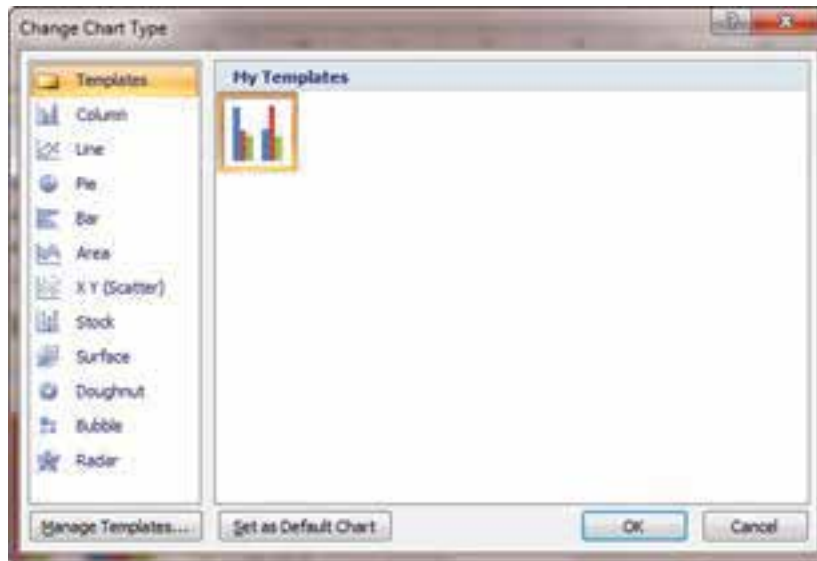 Change Chart Type
Templates
Column
Line
Pie
Bar
Area
X Y (Scatter)
Stock
Surface
Doughnut
Bubble
Radar
My Templates
Manage Templates...
Set as Default Chart
OK
Cancel